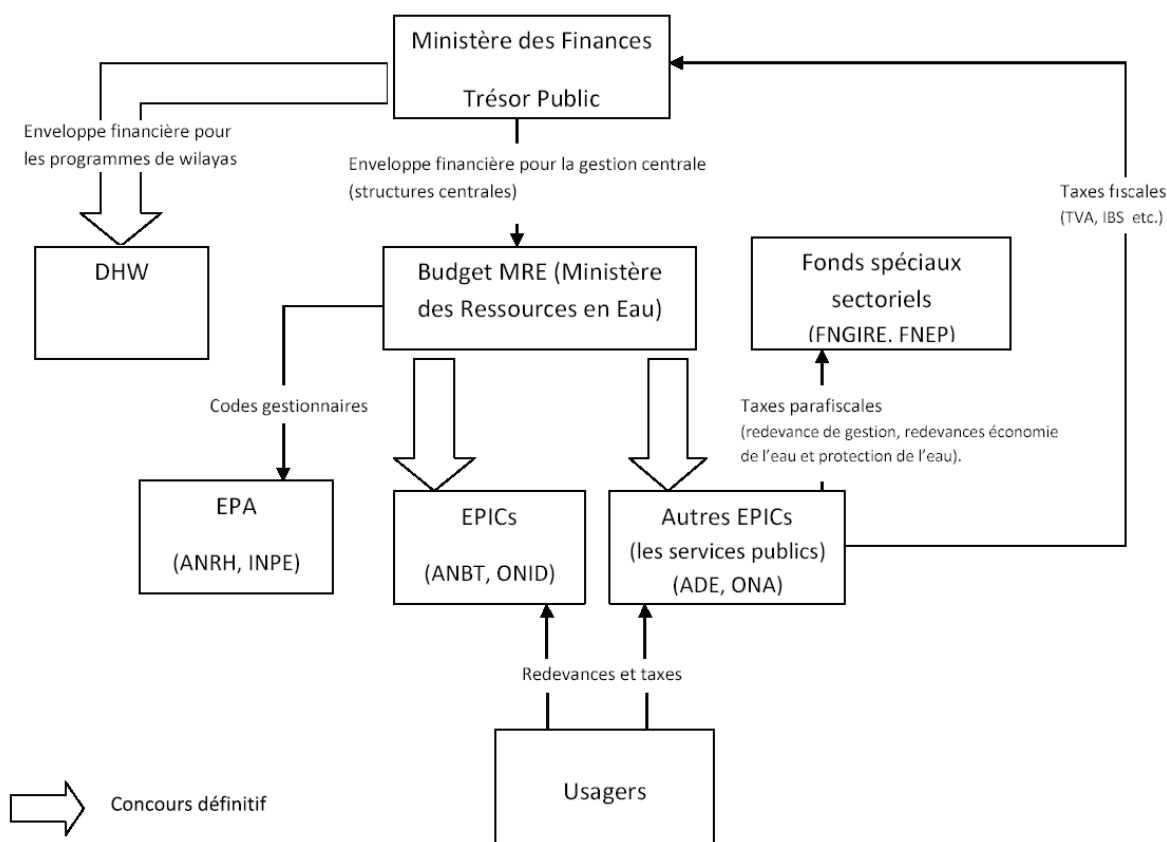 Ministère des Finances
Trésor Public
Enveloppe financière pour
les programmes de wilayas
Enveloppe financière pour la gestion centrale
(structures centrales)
Taxes fiscales
(TVA, IBS etc.)
DHW
Budget MRE (Ministère
des Ressources en Eau)
Fonds spéciaux
sectoriels
(FNGIRE. FNEP)
Codes gestionnaires
Taxes parafiscales
(redevance de gestion, redevances économie
de l'eau et protection de l'eau).
EPA
(ANRH, INPE)
EPICs
(ANBT, ONID)
Autres EPICs
(les services publics)
(ADE, ONA)
Redevances et taxes
Usagers
Concours définitif